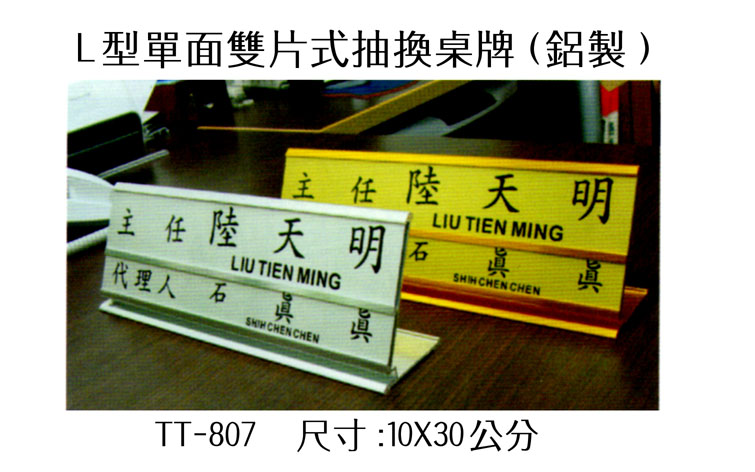 L型單面雙片式抽換桌牌(鋁製)
主任 陸天明
LIU TIEN MING
石眞眞
SHIH CHEN CHEN
主任 陸天明
LIU TIEN MING
代理人 石眞眞
SHIH CHEN CHEN
TT-807 尺寸:10X30公分